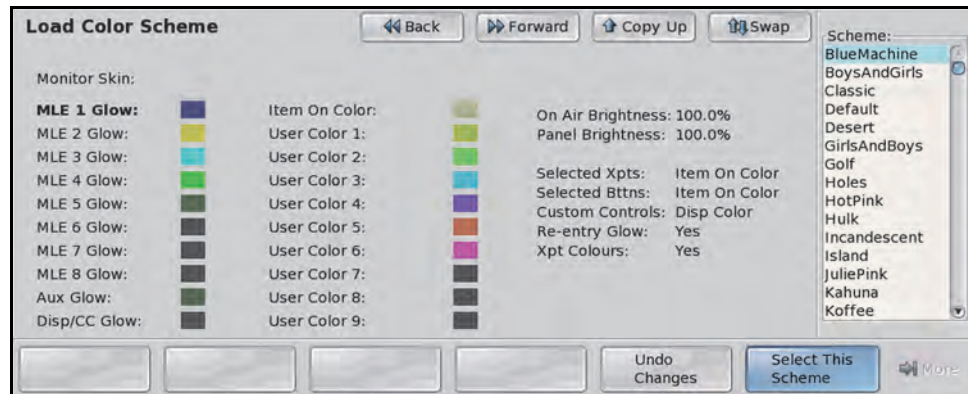 Load Color Scheme
Back
Forward
Copy Up
Swap
Monitor Skin:
MLE 1 Glow:
MLE 2 Glow:
MLE 3 Glow:
MLE 4 Glow:
MLE 5 Glow:
MLE 6 Glow:
MLE 7 Glow:
MLE 8 Glow:
Aux Glow:
Disp/CC Glow:
Item On Color:
User Color 1:
User Color 2:
User Color 3:
User Color 4:
User Color 5:
User Color 6:
User Color 7:
User Color 8:
User Color 9:
On Air Brightness: 100.0%
Panel Brightness: 100.0%
Selected Xpts: Item On Color
Selected Bttns: Item On Color
Custom Controls: Disp Color
Re-entry Glow: Yes
Xpt Colours: Yes
Scheme:
BlueMachine
BoysAndGirls
Classic
Default
Desert
GirlsAndBoys
Golf
Holes
HotPink
Hulk
Incandescent
Island
JuliePink
Kahuna
Koffee
Undo
Changes
Select This
Scheme
More